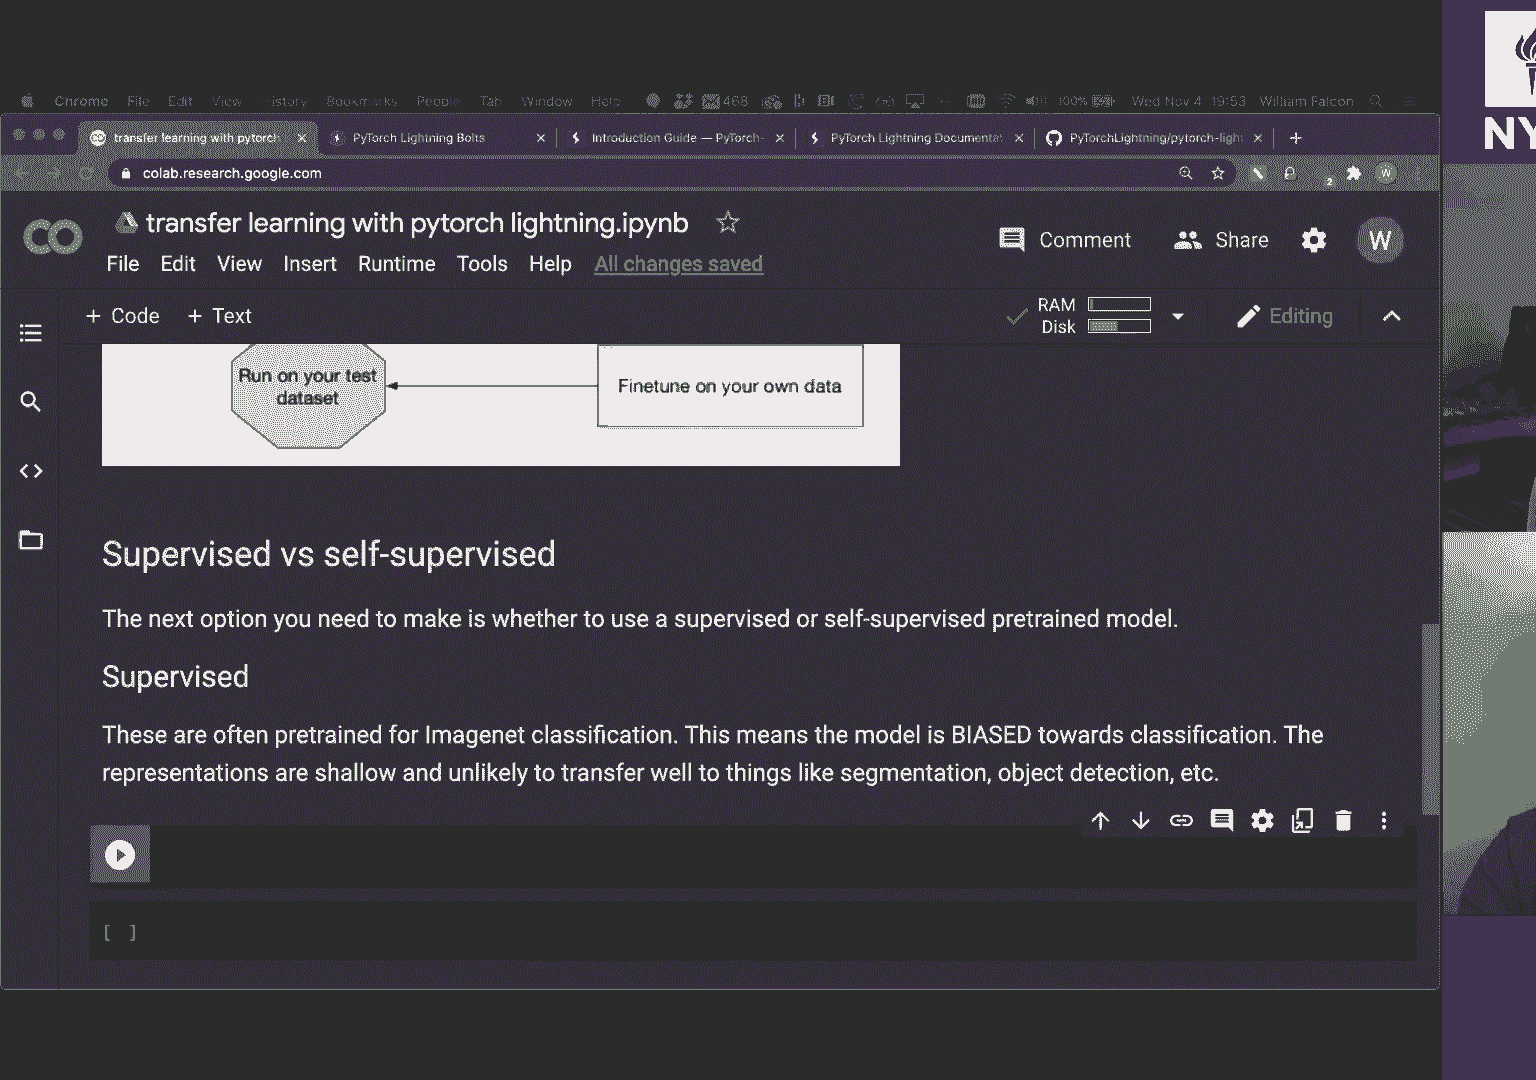 Chrome File Edit View History Bookmarks People Tab Window Help 468 100% Wed Nov 4 19:53 William Falcon
transfer learning with pytorch PyTorch Lightning Bolts Introduction Guide — PyTorch- PyTorch Lightning Documentat PyTorchLightning/pytorch-ligh
colab.research.google.com 2 W
CO transfer learning with pytorch lightning.ipynb Comment Share W
File Edit View Insert Runtime Tools Help All changes saved
+ Code + Text RAM Editing
Disk
Run on your test
dataset
Finetune on your own data
Supervised vs self-supervised
The next option you need to make is whether to use a supervised or self-supervised pretrained model.
Supervised
These are often pretrained for Imagenet classification. This means the model is BIASED towards classification. The
representations are shallow and unlikely to transfer well to things like segmentation, object detection, etc.
[ ]
NY